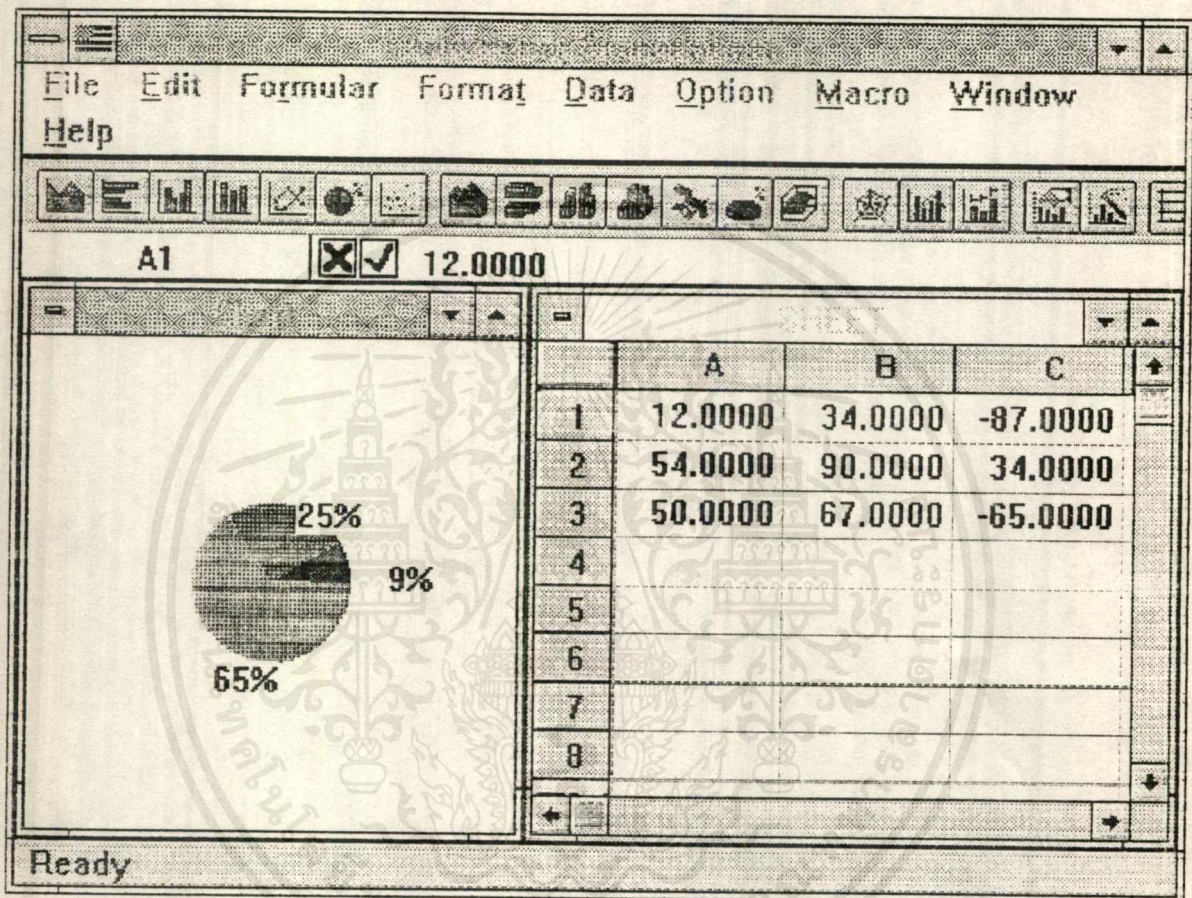 File Edit Formular Format Data Option Macro Window
Help
A1 12.0000
SHEET
A B C
1 12.0000 34.0000 -87.0000
2 54.0000 90.0000 34.0000
3 50.0000 67.0000 -65.0000
4
5
6
7
8
25%
9%
65%
Ready